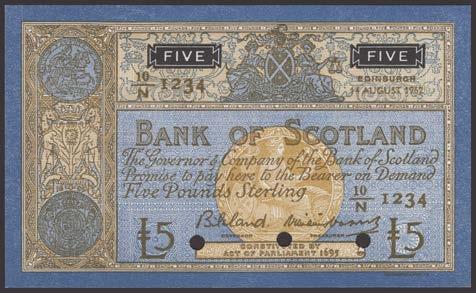 FIVE FIVE
10/N 1234
EDINBURGH
14 AUGUST 1962
BANK OF SCOTLAND
The Governor & Company of the Bank of Scotland
Promise to pay here to the Bearer on Demand
Five Pounds Sterling 10/N 1234
£5 £5
GOVERNOR TREASURER
CONSTITUTED BY
ACT OF PARLIAMENT 1695